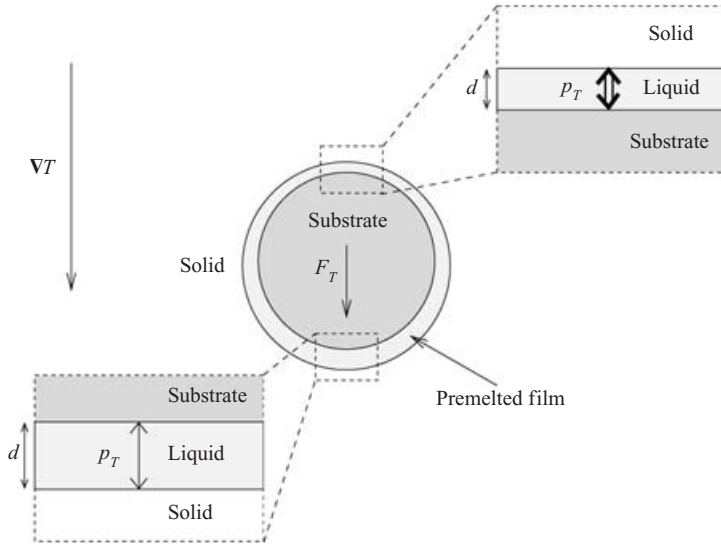 Solid
d
p_T
Liquid
Substrate
∇T
Substrate
Solid
F_T
Premelted film
Substrate
d
p_T
Liquid
Solid